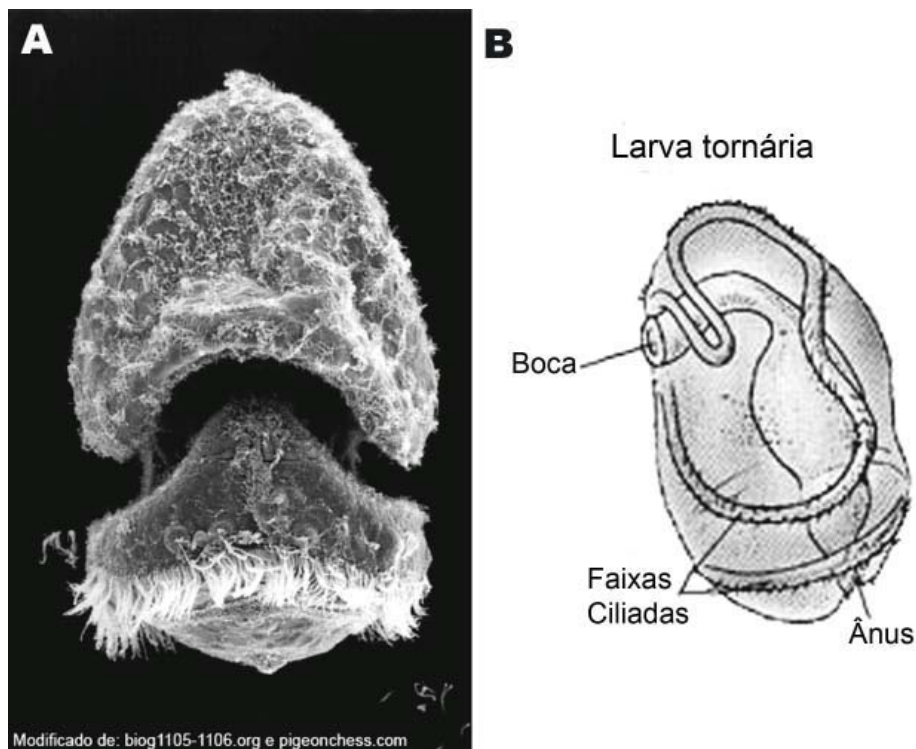 A
B
Larva tornária
Boca
Faixas
Ciliadas
Ânus
Modificado de: biog1105-1106.org e pigeonchess.com